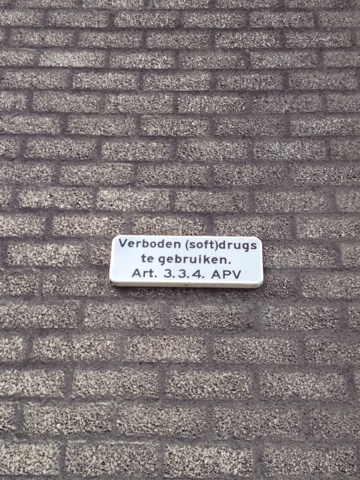 Verboden (soft)drugs
te gebruiken.
Art. 3.3.4. APV